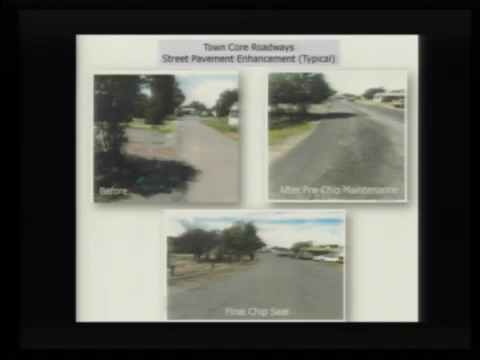 Town Core Roadways
Street Pavement Enhancement (Typical)
Before
After Pre-Chip Maintenance
Final Chip Seal